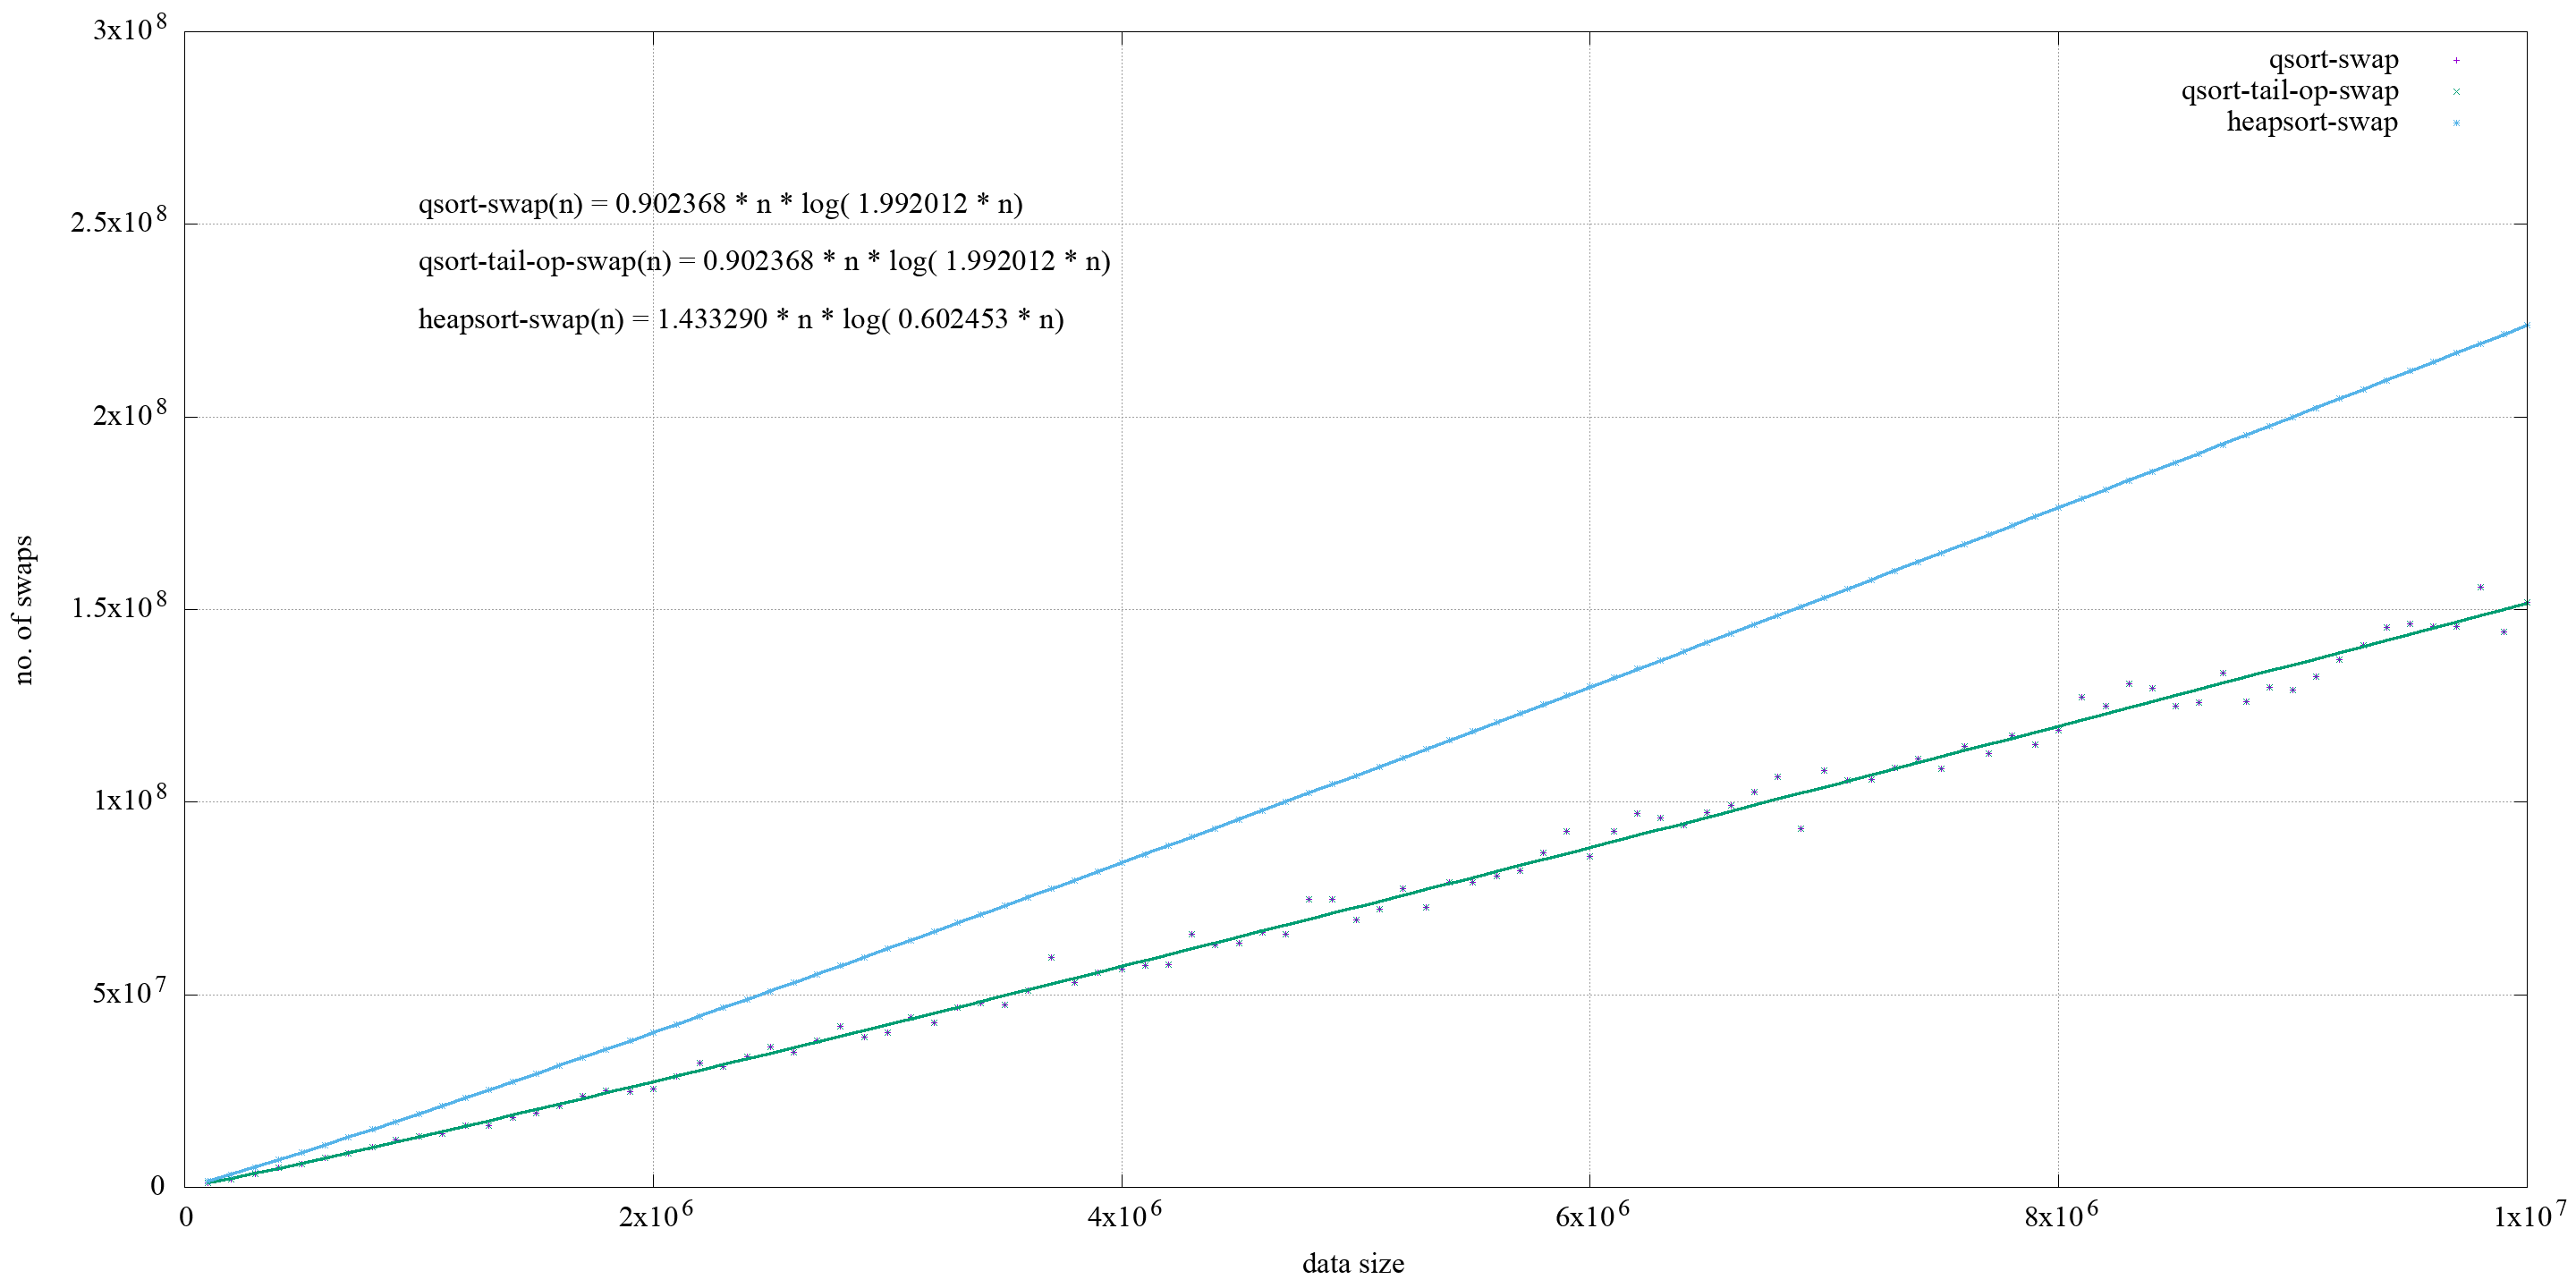 3x10^8
2.5x10^8
2x10^8
1.5x10^8
1x10^8
5x10^7
0
no. of swaps
qsort-swap
qsort-tail-op-swap
heapsort-swap
qsort-swap(n) = 0.902368 * n * log( 1.992012 * n)
qsort-tail-op-swap(n) = 0.902368 * n * log( 1.992012 * n)
heapsort-swap(n) = 1.433290 * n * log( 0.602453 * n)
0 2x10^6 4x10^6 6x10^6 8x10^6 1x10^7
data size